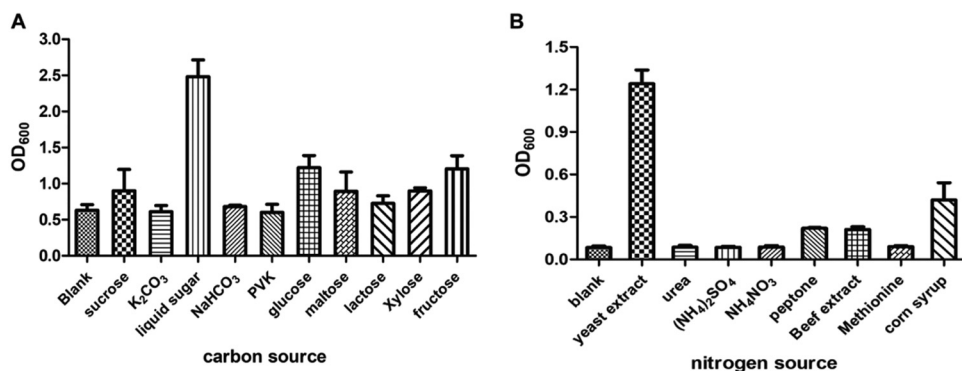 A
OD600
3.0
2.5
2.0
1.5
1.0
0.5
0.0
Blank
sucrose
K2CO3
liquid sugar
NaHCO3
PVK
glucose
maltose
lactose
Xylose
fructose
carbon source
B
OD600
1.5
1.2
0.9
0.6
0.3
0.0
blank
yeast extract
urea
(NH4)2SO4
NH4NO3
peptone
Beef extract
Methionine
corn syrup
nitrogen source